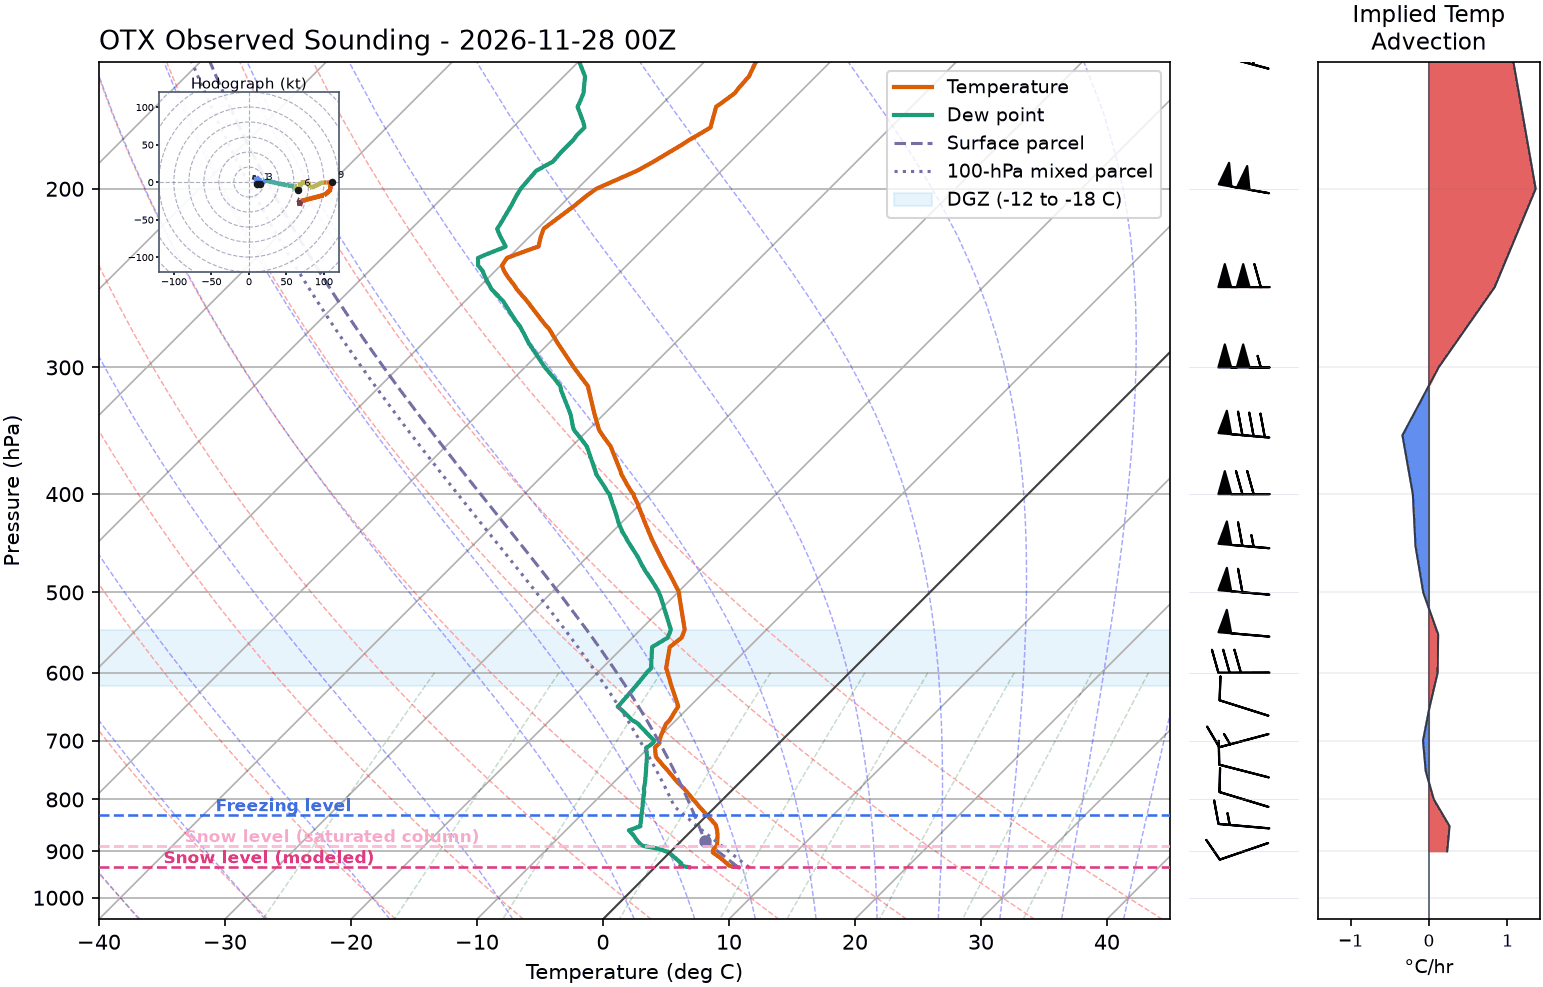 OTX Observed Sounding - 2026-11-28 00Z
Implied Temp
Advection
Hodograph (kt)
100
50
0
−50
−100
−100
−50
0
50
100
3
6
9
Temperature
Dew point
Surface parcel
100-hPa mixed parcel
DGZ (-12 to -18 C)
Pressure (hPa)
200
300
400
500
600
700
800
900
1000
Freezing level
Snow level (saturated column)
Snow level (modeled)
−40
−30
−20
−10
0
10
20
30
40
Temperature (deg C)
−1
0
1
°C/hr